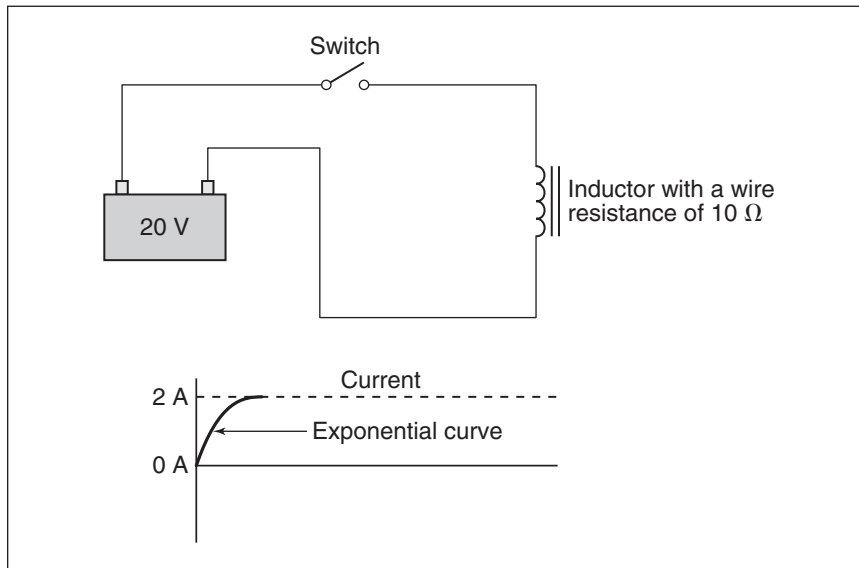 Switch
20 V
Inductor with a wire
resistance of 10 Ω
2 A
Current
Exponential curve
0 A